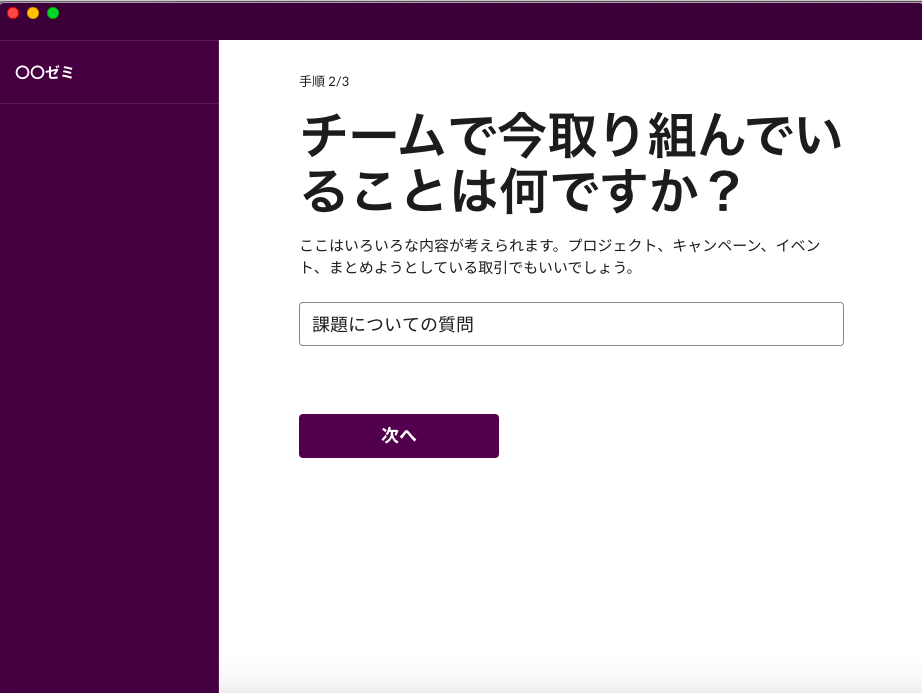 〇〇ゼミ
手順 2/3
チームで今取り組んでい
ることは何ですか？
ここはいろいろな内容が考えられます。プロジェクト、キャンペーン、イベン
ト、まとめようとしている取引でもいいでしょう。
課題についての質問
次へ